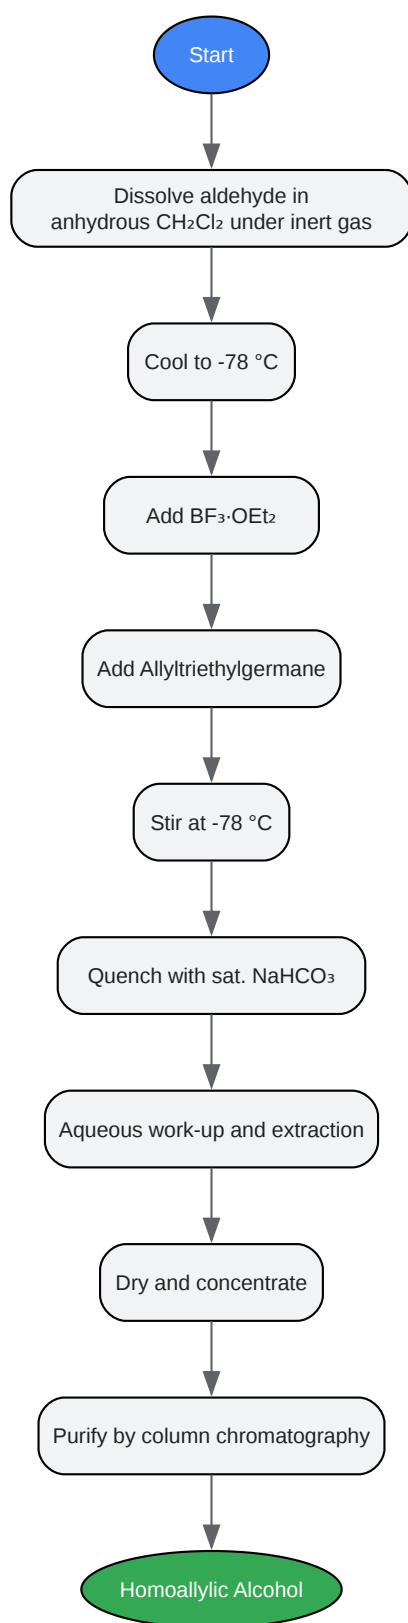 Start
Dissolve aldehyde in
anhydrous CH₂Cl₂ under inert gas
Cool to -78 °C
Add BF₃·OEt₂
Add Allyltriethylgermane
Stir at -78 °C
Quench with sat. NaHCO₃
Aqueous work-up and extraction
Dry and concentrate
Purify by column chromatography
Homoallylic Alcohol